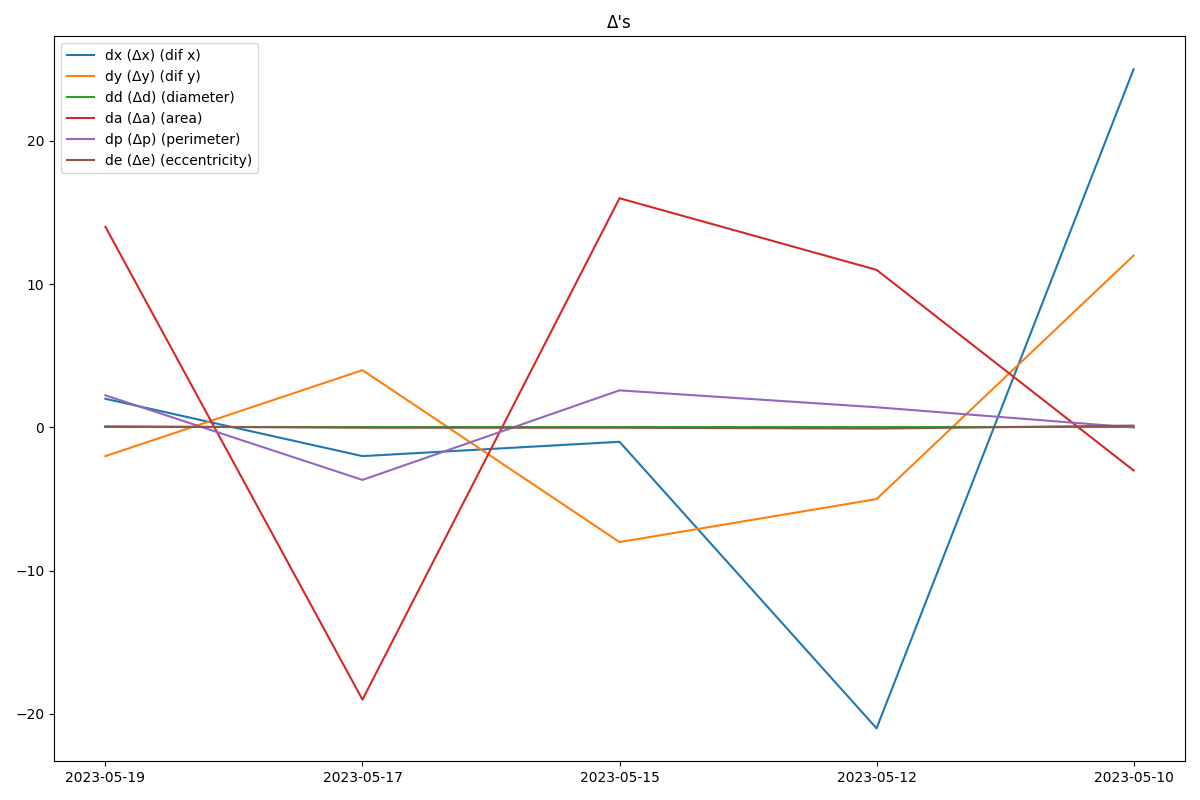 Δ's
dx (Δx) (dif x)
dy (Δy) (dif y)
dd (Δd) (diameter)
da (Δa) (area)
dp (Δp) (perimeter)
de (Δe) (eccentricity)
20
10
0
−10
−20
2023-05-19 2023-05-17 2023-05-15 2023-05-12 2023-05-10